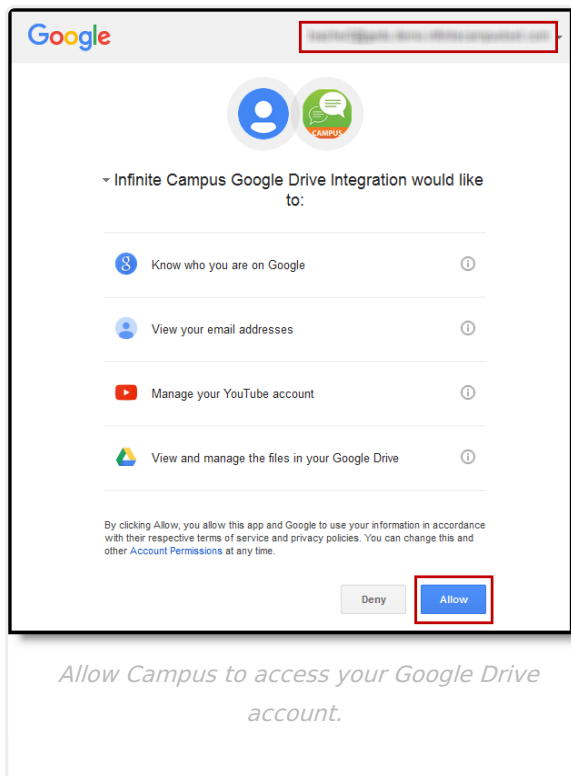 Google
CAMPUS
Infinite Campus Google Drive Integration would like
to:
8
Know who you are on Google
View your email addresses
Manage your YouTube account
View and manage the files in your Google Drive
By clicking Allow, you allow this app and Google to use your information in accordance
with their respective terms of service and privacy policies. You can change this and
other Account Permissions at any time.
Deny
Allow
Allow Campus to access your Google Drive
account.